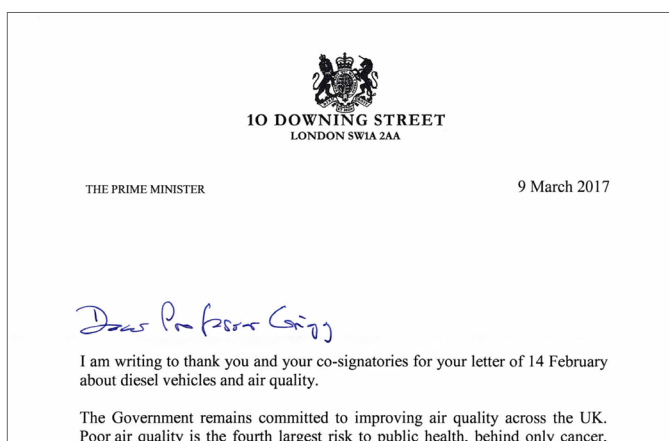 10 DOWNING STREET
LONDON SW1A 2AA
THE PRIME MINISTER
9 March 2017
Dear Professor Grigg
I am writing to thank you and your co-signatories for your letter of 14 February
about diesel vehicles and air quality.
The Government remains committed to improving air quality across the UK.
Poor air quality is the fourth largest risk to public health, behind only cancer,